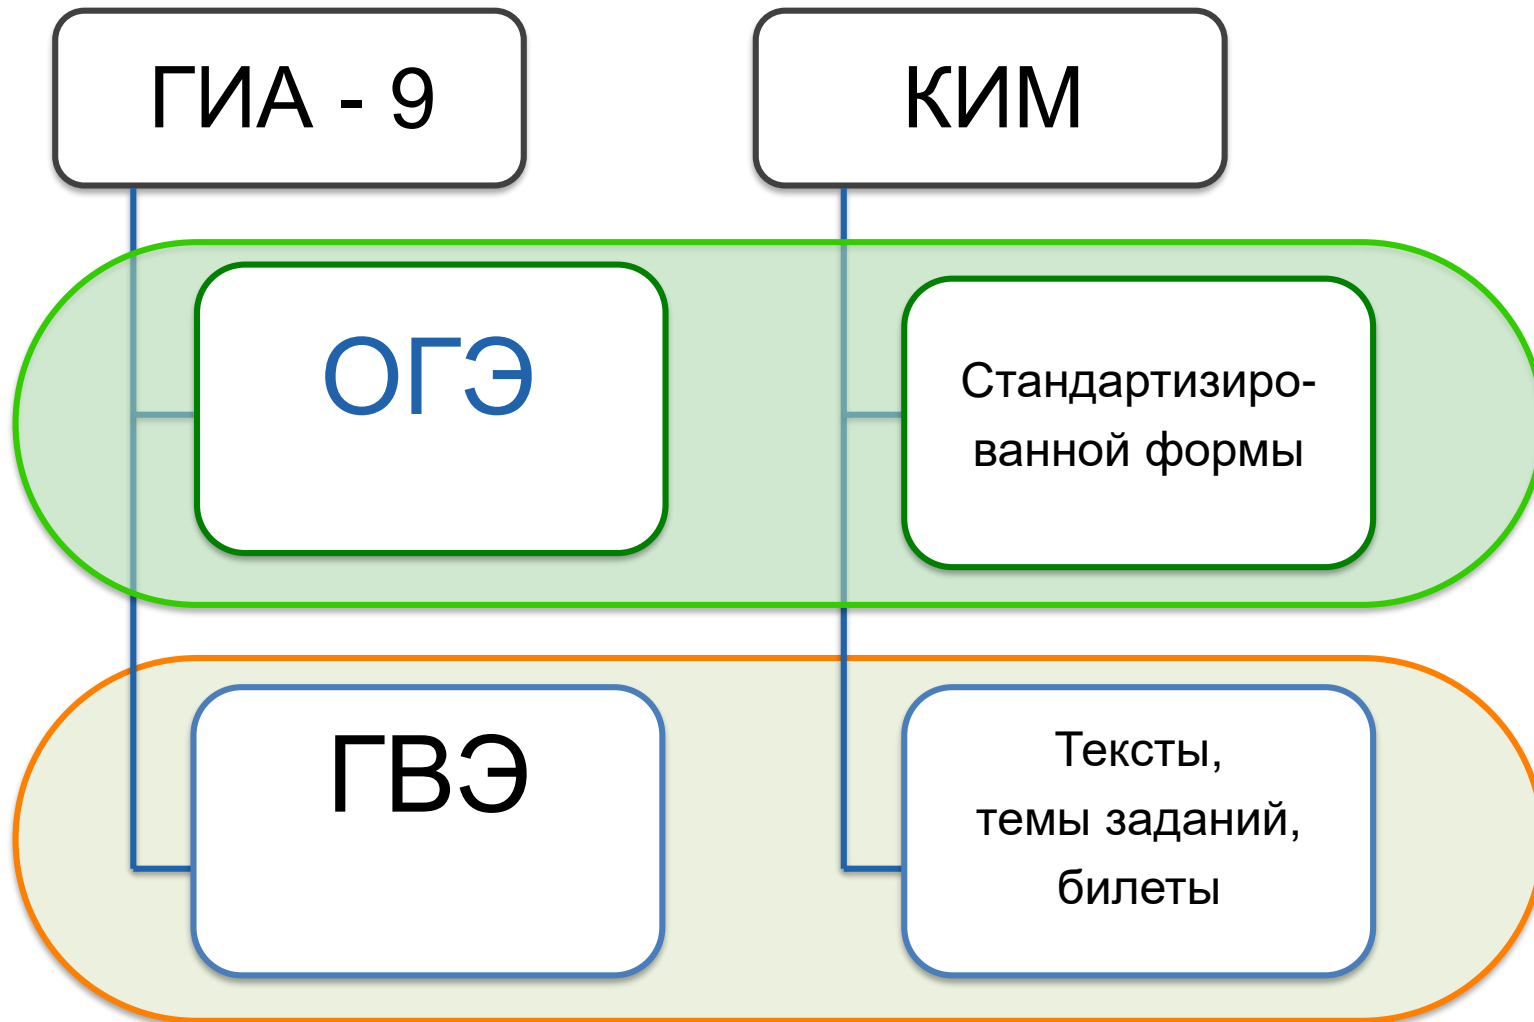 ГИА - 9
КИМ
ОГЭ
Стандартизиро-
ванной формы
ГВЭ
Тексты,
темы заданий,
билеты